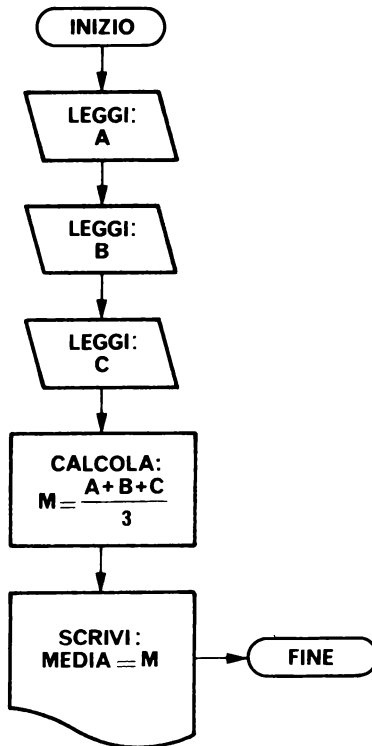 INIZIO
LEGGI:
A
LEGGI:
B
LEGGI:
C
CALCOLA:
M = A+B+C
3
SCRIVI:
MEDIA = M
FINE